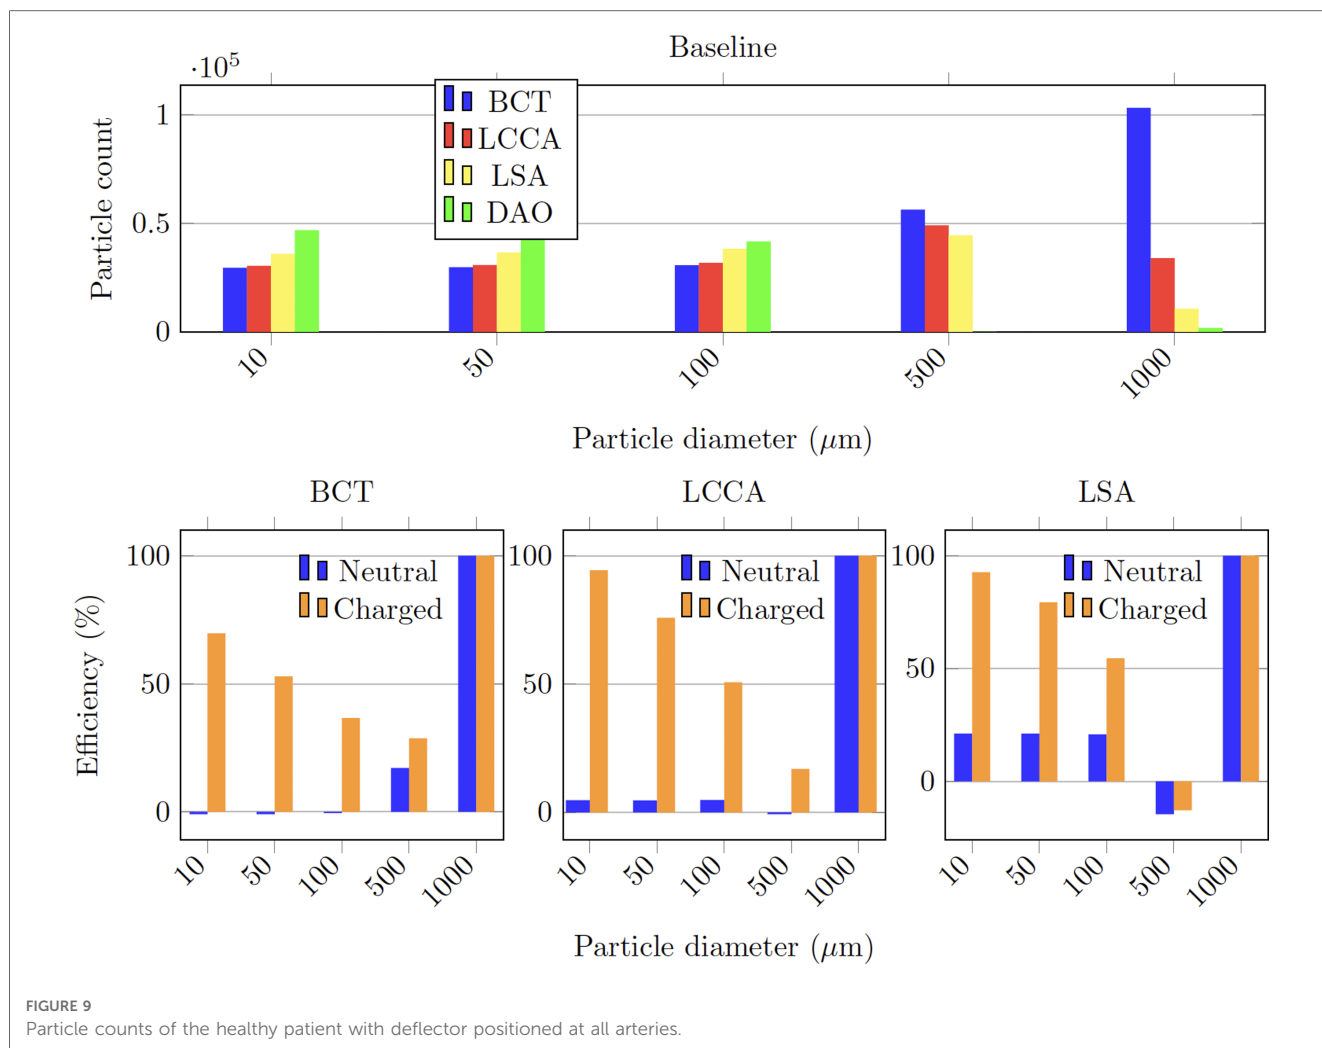 Baseline
·10⁵
Particle count
1
0.5
0
BCT
LCCA
LSA
DAO
10
50
100
500
1000
Particle diameter (μm)
BCT
Efficiency (%)
100
50
0
Neutral
Charged
10
50
100
500
1000
LCCA
100
50
0
Neutral
Charged
10
50
100
500
1000
LSA
100
50
0
Neutral
Charged
10
50
100
500
1000
Particle diameter (μm)
FIGURE 9
Particle counts of the healthy patient with deflector positioned at all arteries.